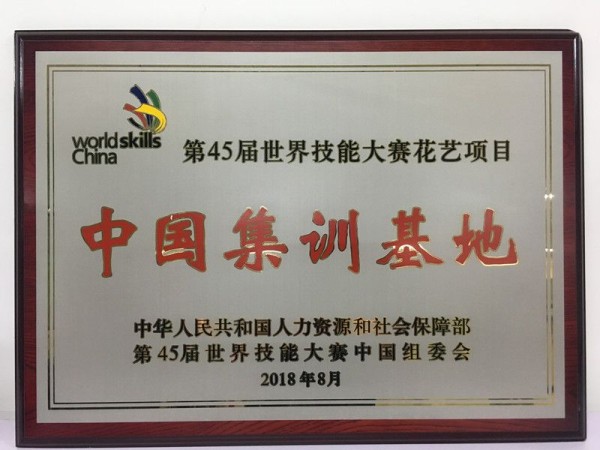 worldskills
China
第45届世界技能大赛花艺项目
中国集训基地
中华人民共和国人力资源和社会保障部
第45届世界技能大赛中国组委会
2018年8月